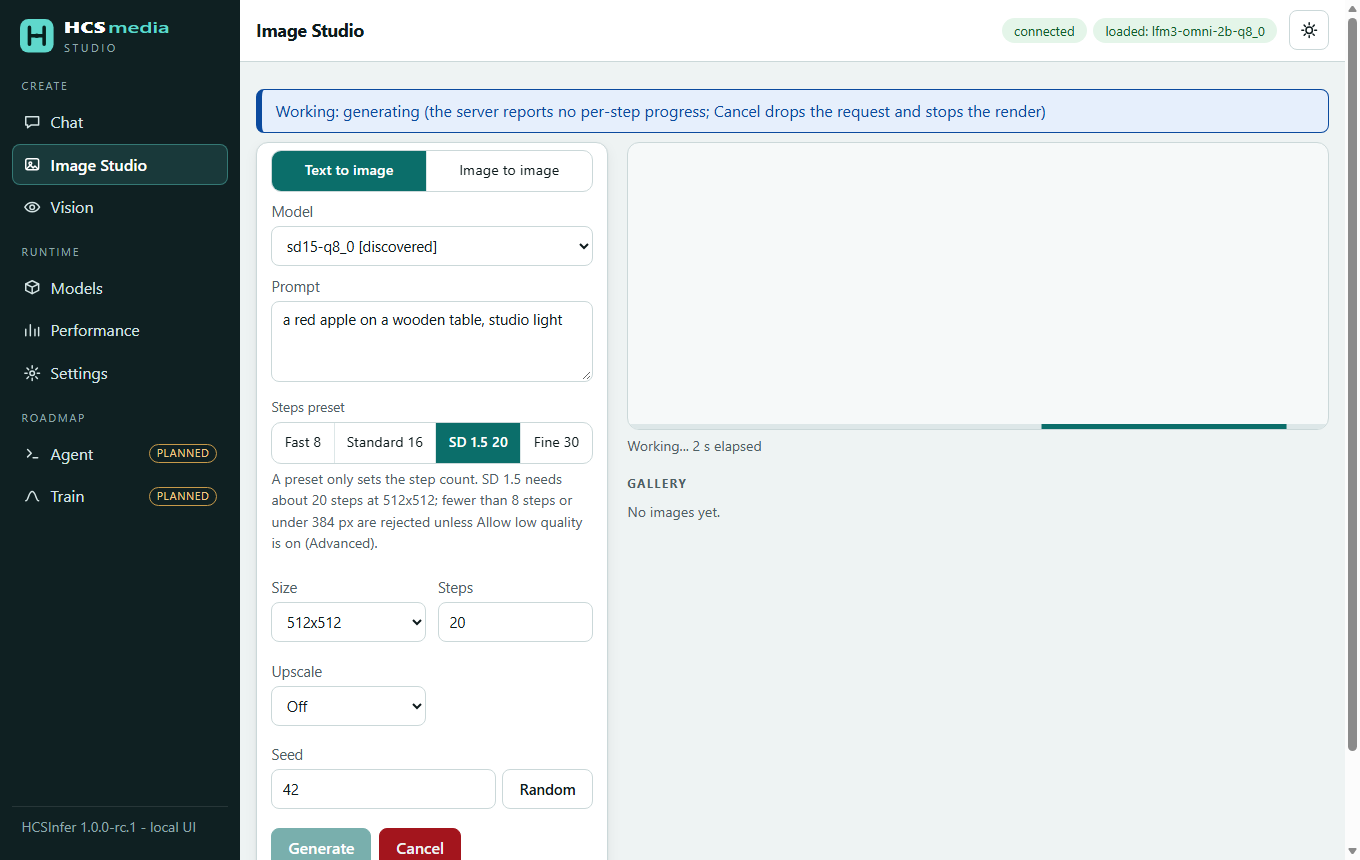 HCSmedia
STUDIO
CREATE
Chat
Image Studio
Vision
RUNTIME
Models
Performance
Settings
ROADMAP
Agent PLANNED
Train PLANNED
HCSInfer 1.0.0-rc.1 - local UI
Image Studio
connected loaded: lfm3-omni-2b-q8_0
Working: generating (the server reports no per-step progress; Cancel drops the request and stops the render)
Text to image Image to image
Model
sd15-q8_0 [discovered]
Prompt
a red apple on a wooden table, studio light
Steps preset
Fast 8 Standard 16 SD 1.5 20 Fine 30
A preset only sets the step count. SD 1.5 needs
about 20 steps at 512x512; fewer than 8 steps or
under 384 px are rejected unless Allow low quality
is on (Advanced).
Size Steps
512x512 20
Upscale
Off
Seed
42 Random
Generate Cancel
Working... 2 s elapsed
GALLERY
No images yet.